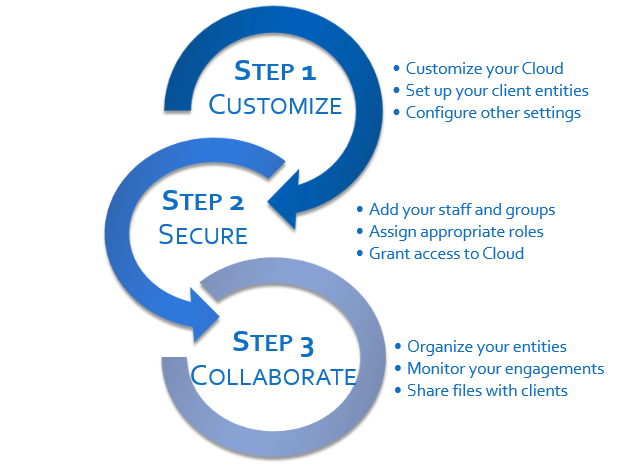 STEP 1
CUSTOMIZE
• Customize your Cloud
• Set up your client entities
• Configure other settings
STEP 2
SECURE
• Add your staff and groups
• Assign appropriate roles
• Grant access to Cloud
STEP 3
COLLABORATE
• Organize your entities
• Monitor your engagements
• Share files with clients